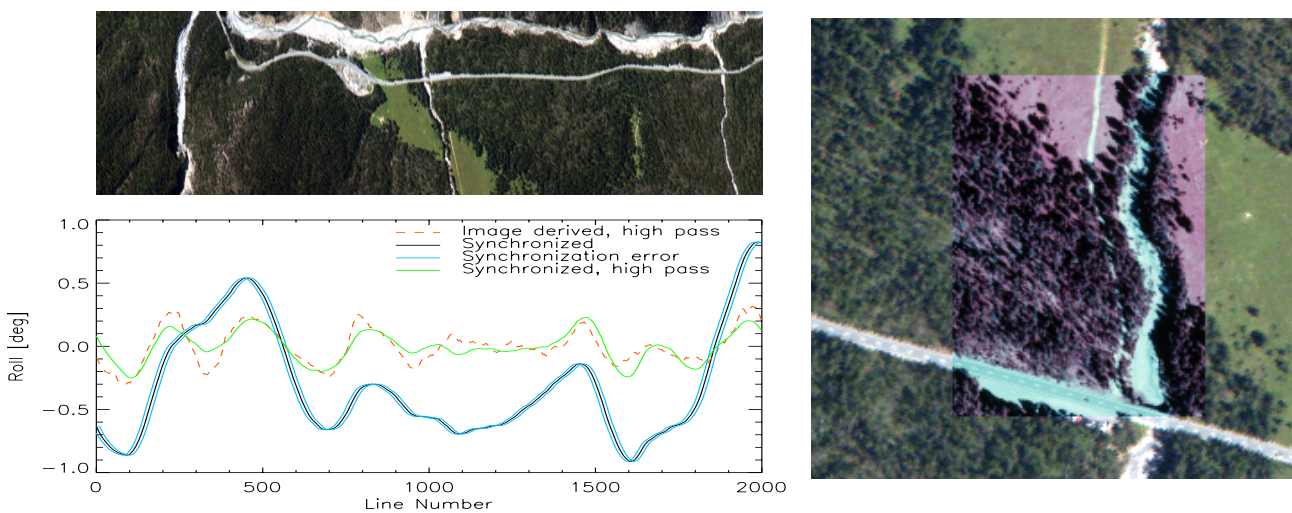 1.0
Image derived, high pass
Synchronized
Synchronization error
Synchronized, high pass
0.5
0.0
−0.5
−1.0
Roll [deg]
0 500 1000 1500 2000
Line Number